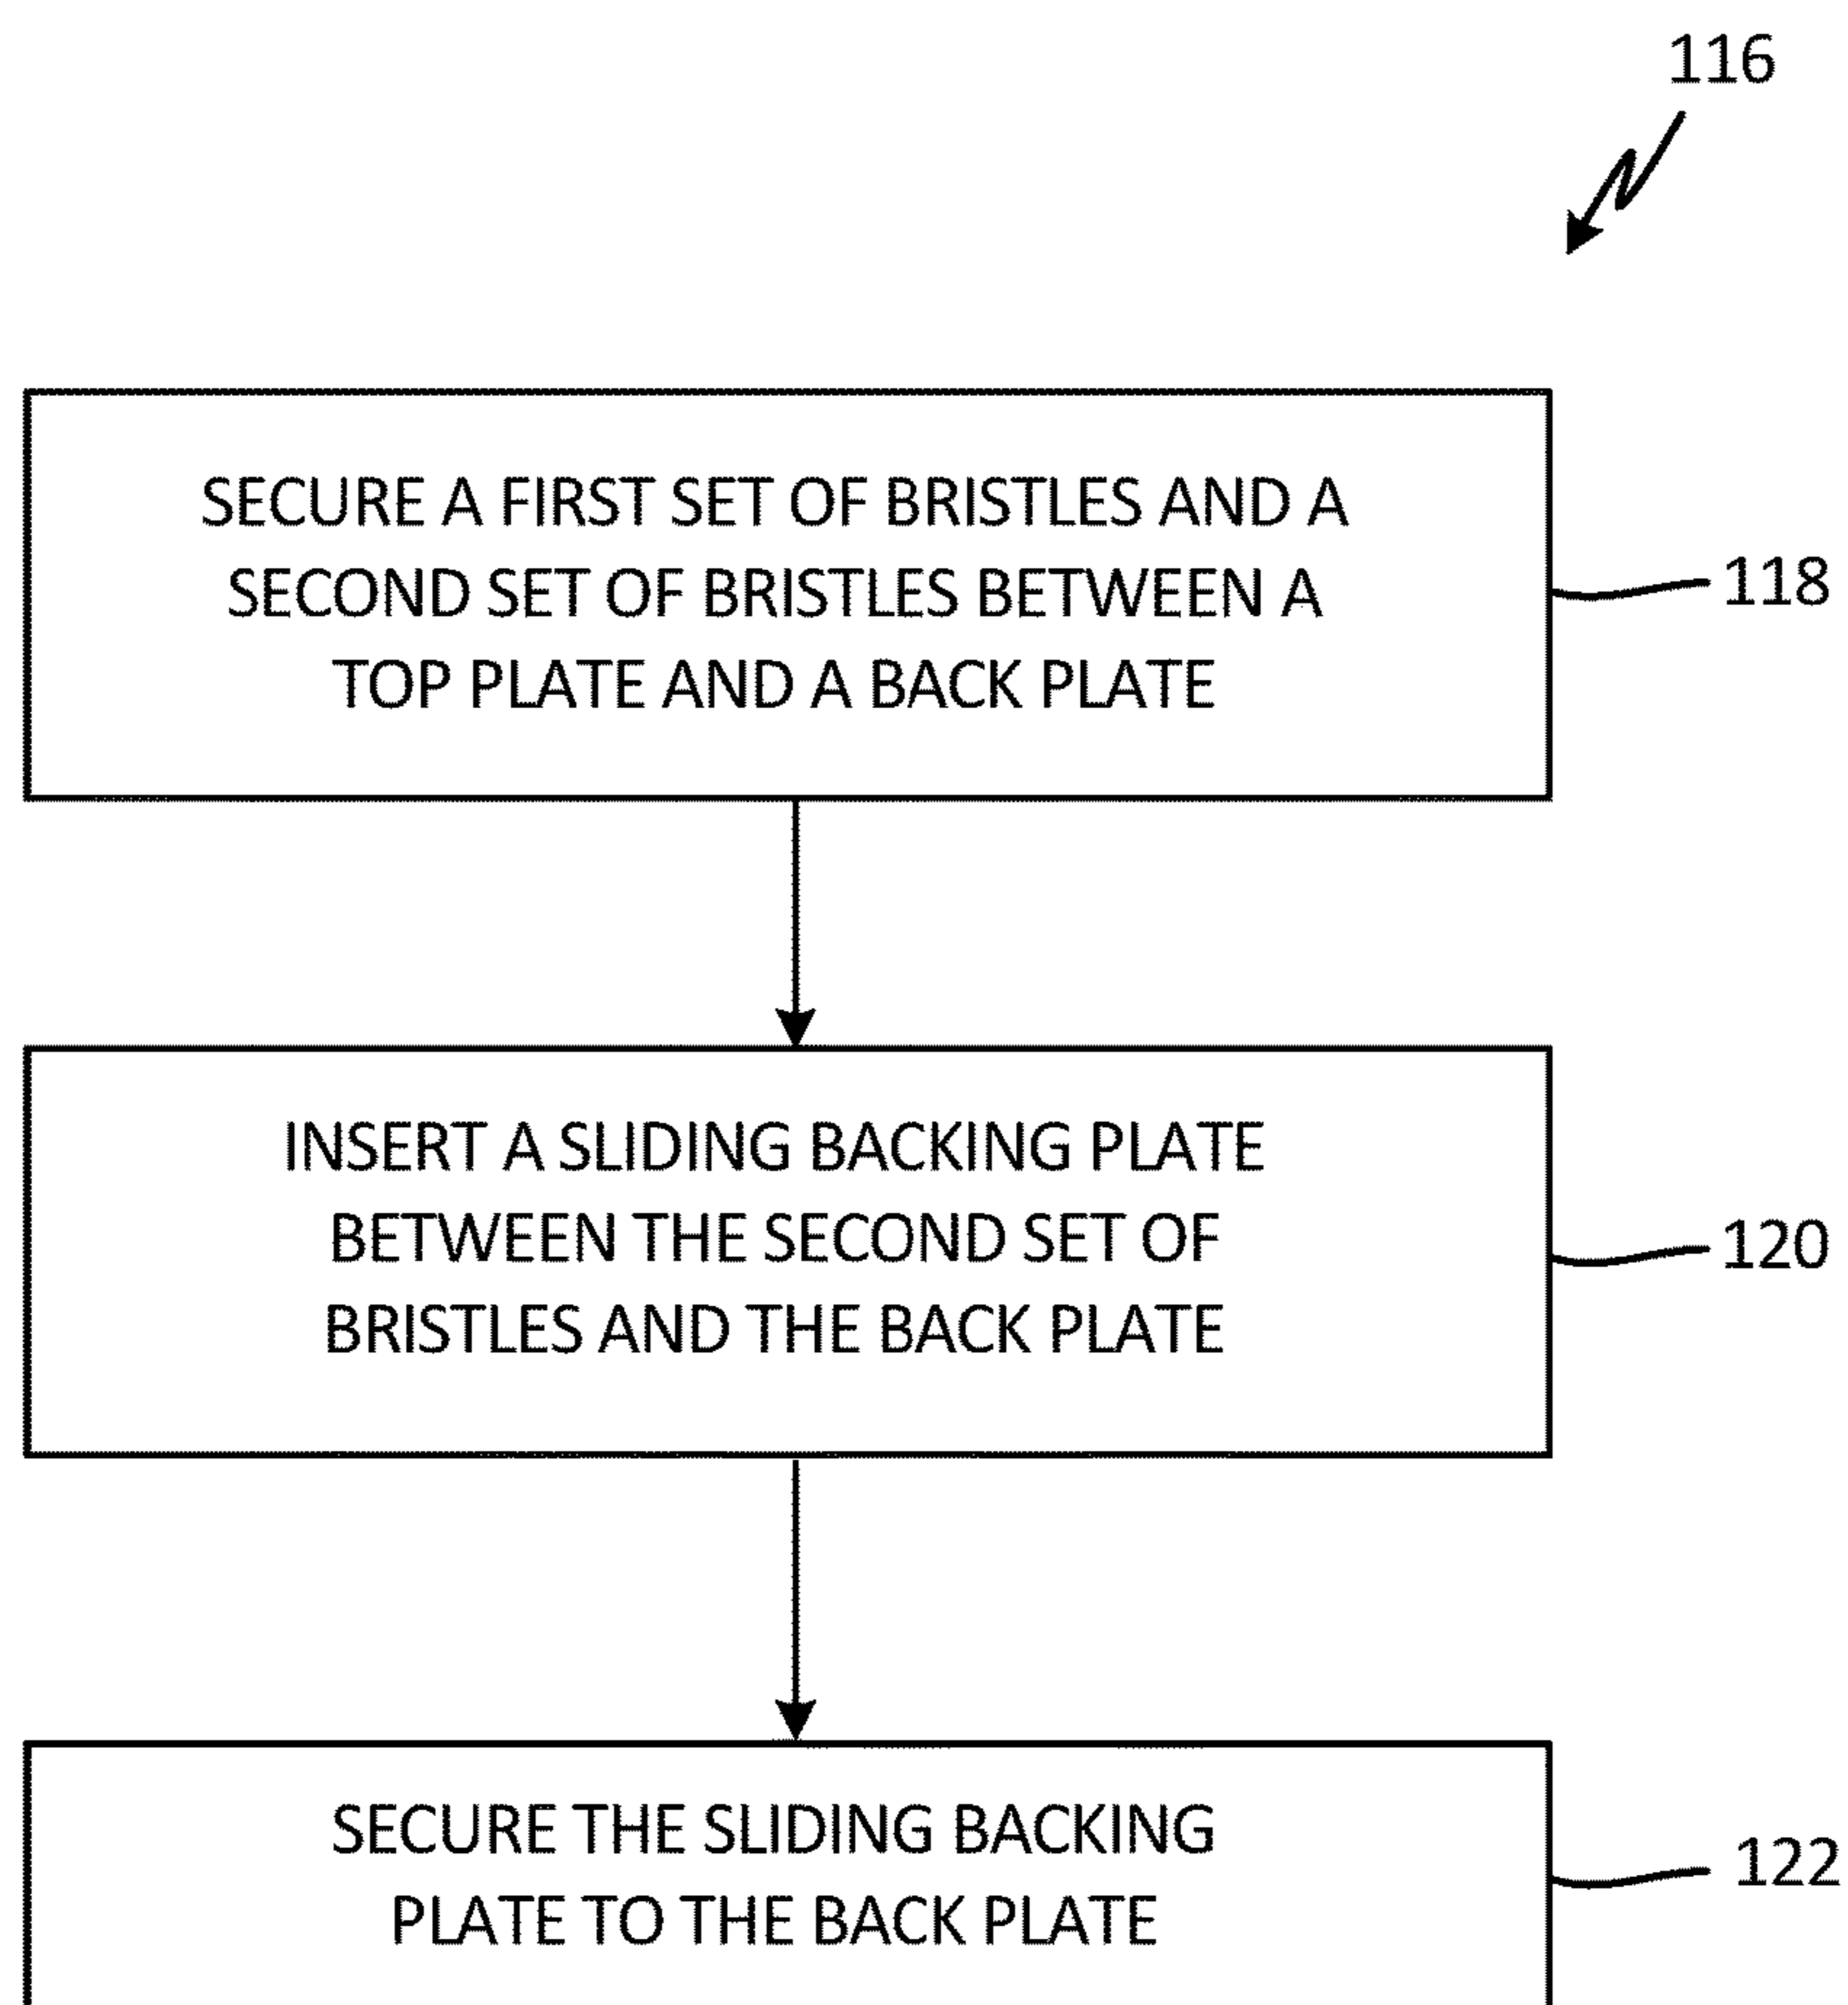 116
SECURE A FIRST SET OF BRISTLES AND A
SECOND SET OF BRISTLES BETWEEN A
TOP PLATE AND A BACK PLATE
118
INSERT A SLIDING BACKING PLATE
BETWEEN THE SECOND SET OF
BRISTLES AND THE BACK PLATE
120
SECURE THE SLIDING BACKING
PLATE TO THE BACK PLATE
122